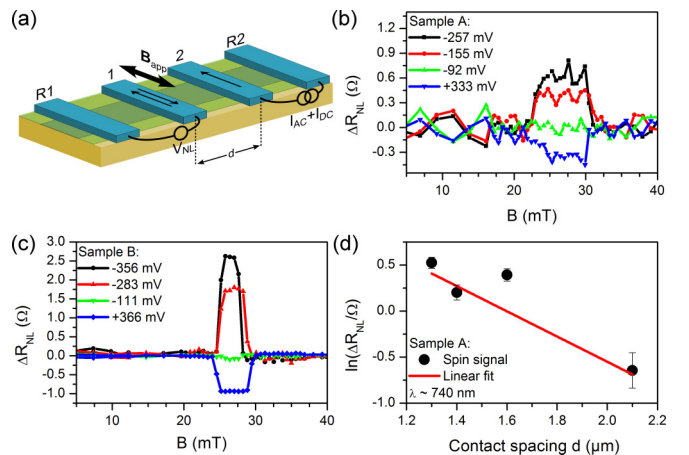 (a)
R1
1
B_app
2
R2
V_NL
d
I_AC+I_DC
(b)
Sample A:
-257 mV
-155 mV
-92 mV
+333 mV
ΔR_NL (Ω)
1.2
0.9
0.6
0.3
0.0
-0.3
10 20 30 40
B (mT)
(c)
Sample B:
-356 mV
-283 mV
-111 mV
+366 mV
ΔR_NL (Ω)
3.0
2.5
2.0
1.5
1.0
0.5
0.0
-0.5
-1.0
10 20 30 40
B (mT)
(d)
ln(ΔR_NL/Ω)
0.5
0.0
-0.5
-1.0
Sample A:
Spin signal
Linear fit
λ ~ 740 nm
1.2 1.4 1.6 1.8 2.0 2.2
Contact spacing d (μm)